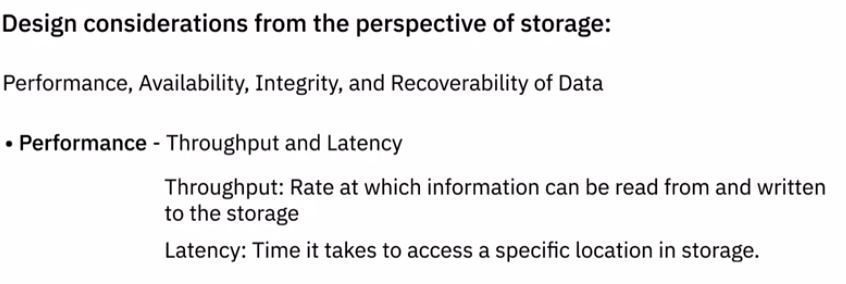 Design considerations from the perspective of storage:
Performance, Availability, Integrity, and Recoverability of Data
• Performance - Throughput and Latency
Throughput: Rate at which information can be read from and written
to the storage
Latency: Time it takes to access a specific location in storage.